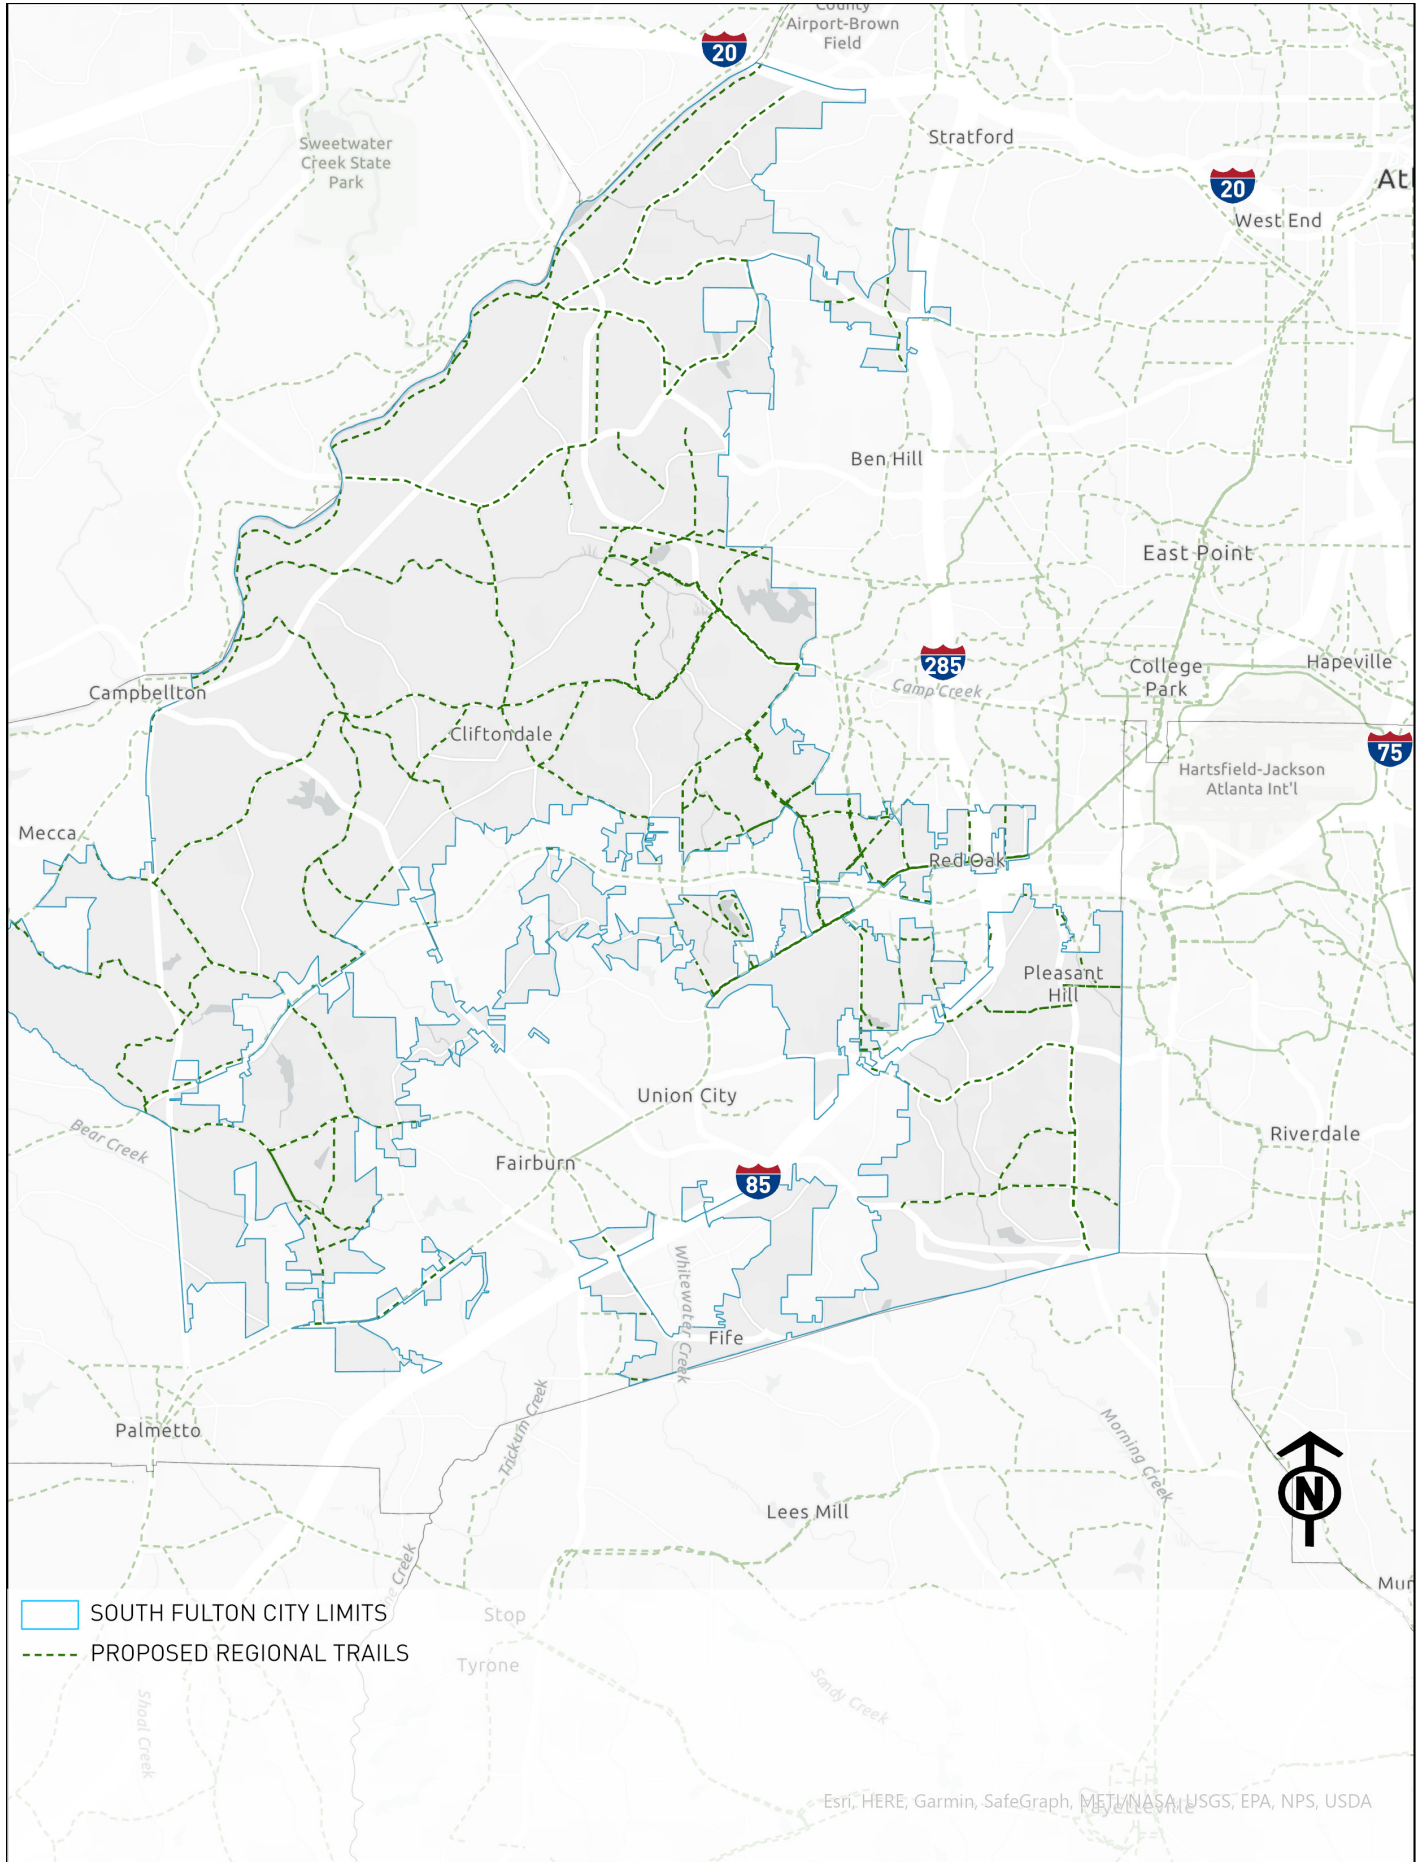 County
Airport-Brown
Field
20
Stratford
Sweetwater
Creek State
Park
20
Atl
West End
Ben Hill
East Point
285
College
Park
Hapeville
Camp Creek
Campbellton
Cliftondale
75
Hartsfield-Jackson
Atlanta Int'l
Mecca
Red Oak
Pleasant
Hill
Union City
Bear Creek
Riverdale
Fairburn
85
Whitewater Creek
Fife
Trickum Creek
Palmetto
Morning Creek
N
Lees Mill
Creek
Mur
SOUTH FULTON CITY LIMITS
Stop
PROPOSED REGIONAL TRAILS
Tyrone
Shoal Creek
Sandy Creek
Esri, HERE, Garmin, SafeGraph, METI/NASA, USGS, EPA, NPS, USDA
Fayetteville